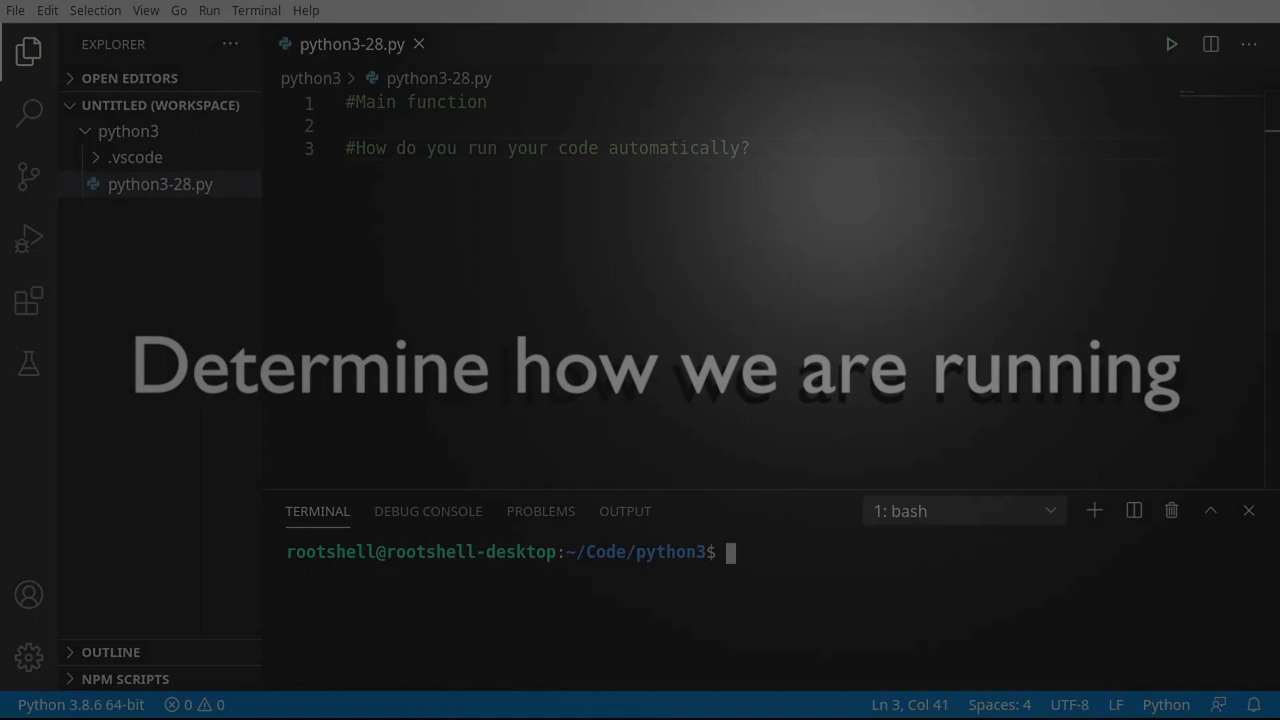 File Edit Selection View Go Run Terminal Help
EXPLORER
python3-28.py
OPEN EDITORS
python3 > python3-28.py
UNTITLED (WORKSPACE)
1 #Main function
2
python3
3 #How do you run your code automatically?
.vscode
python3-28.py
Determine how we are running
TERMINAL DEBUG CONSOLE PROBLEMS OUTPUT 1: bash
rootshell@rootshell-desktop:~/Code/python3$
OUTLINE
NPM SCRIPTS
Python 3.8.6 64-bit 0 0 Ln 3, Col 41 Spaces: 4 UTF-8 LF Python